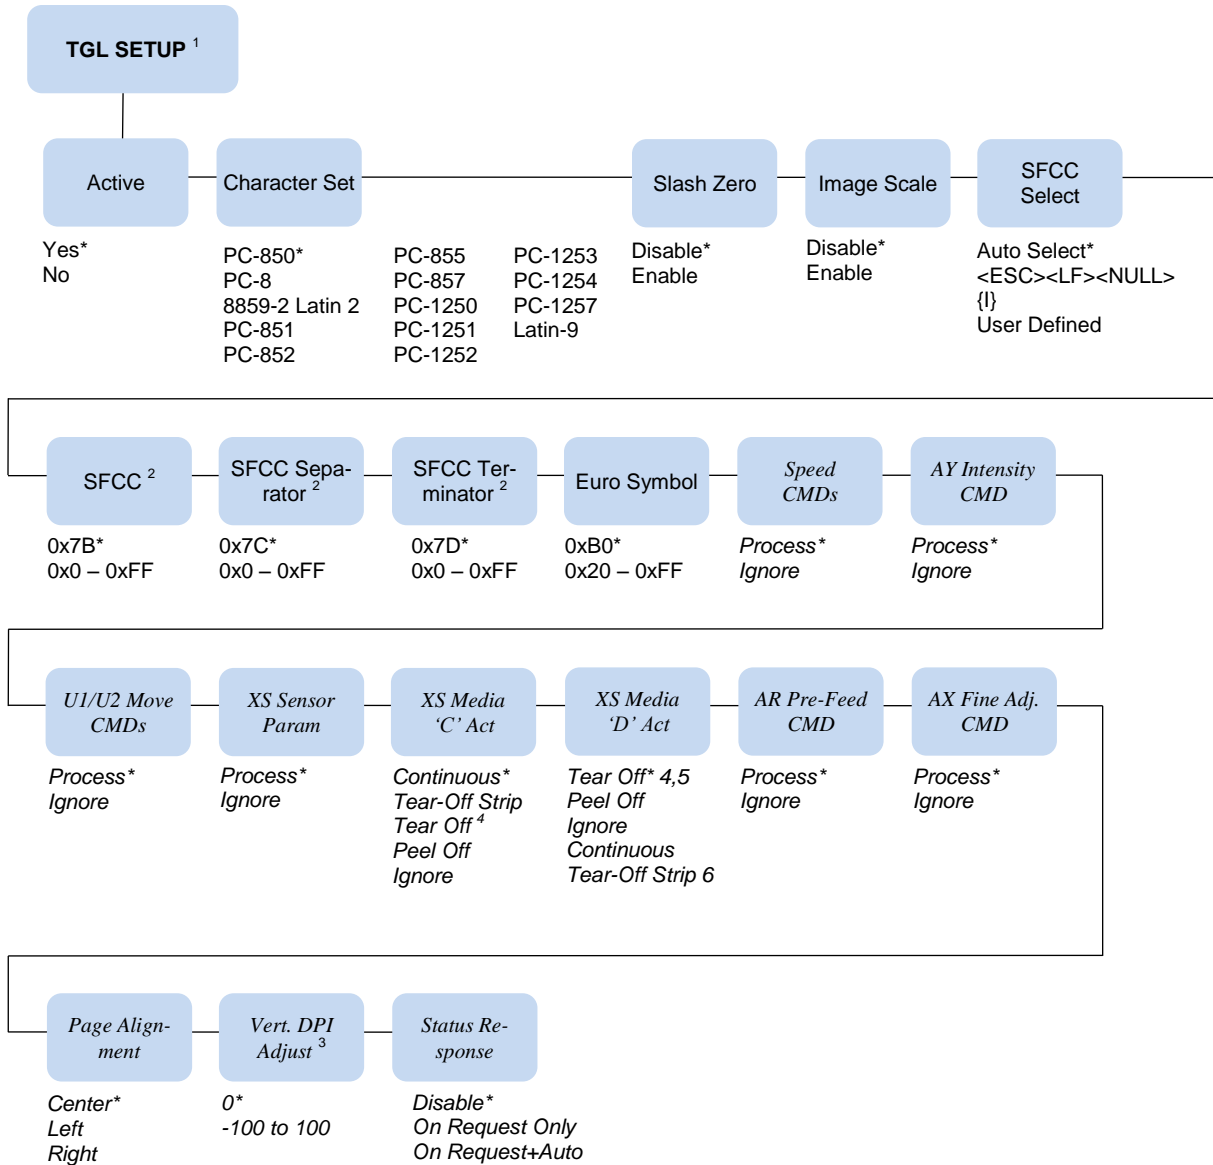 TGL SETUP 1
Active
Character Set
Slash Zero
Image Scale
SFCC
Select
Yes*
No
PC-850*
PC-8
8859-2 Latin 2
PC-851
PC-852
PC-855
PC-857
PC-1250
PC-1251
PC-1252
PC-1253
PC-1254
PC-1257
Latin-9
Disable*
Enable
Disable*
Enable
Auto Select*
<ESC><LF><NULL>
{I}
User Defined
SFCC 2
SFCC Sepa-
rator 2
SFCC Ter-
minator 2
Euro Symbol
Speed
CMDs
AY Intensity
CMD
0x7B*
0x0 – 0xFF
0x7C*
0x0 – 0xFF
0x7D*
0x0 – 0xFF
0xB0*
0x20 – 0xFF
Process*
Ignore
Process*
Ignore
U1/U2 Move
CMDs
XS Sensor
Param
XS Media
‘C’ Act
XS Media
‘D’ Act
AR Pre-Feed
CMD
AX Fine Adj.
CMD
Process*
Ignore
Process*
Ignore
Continuous*
Tear-Off Strip
Tear Off 4
Peel Off
Ignore
Tear Off* 4,5
Peel Off
Ignore
Continuous
Tear-Off Strip 6
Process*
Ignore
Process*
Ignore
Page Align-
ment
Vert. DPI
Adjust 3
Status Re-
sponse
Center*
Left
Right
0*
-100 to 100
Disable*
On Request Only
On Request+Auto